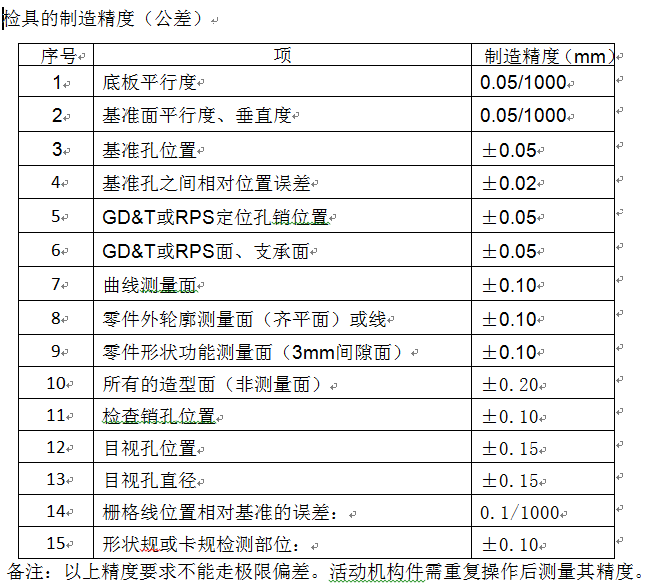 检具的制造精度（公差）
序号 项 制造精度（mm）
1 底板平行度 0.05/1000
2 基准面平行度、垂直度 0.05/1000
3 基准孔位置 ±0.05
4 基准孔之间相对位置误差 ±0.02
5 GD&T或RPS定位孔销位置 ±0.05
6 GD&T或RPS面、支承面 ±0.05
7 曲线测量面 ±0.10
8 零件外轮廓测量面（齐平面）或线 ±0.10
9 零件形状功能测量面（3mm间隙面） ±0.10
10 所有的造型面（非测量面） ±0.20
11 检查销孔位置 ±0.10
12 目视孔位置 ±0.15
13 目视孔直径 ±0.15
14 栅格线位置相对基准的误差： 0.1/1000
15 形状规或卡规检测部位： ±0.10
备注：以上精度要求不能走极限偏差。活动机构件需重复操作后测量其精度。